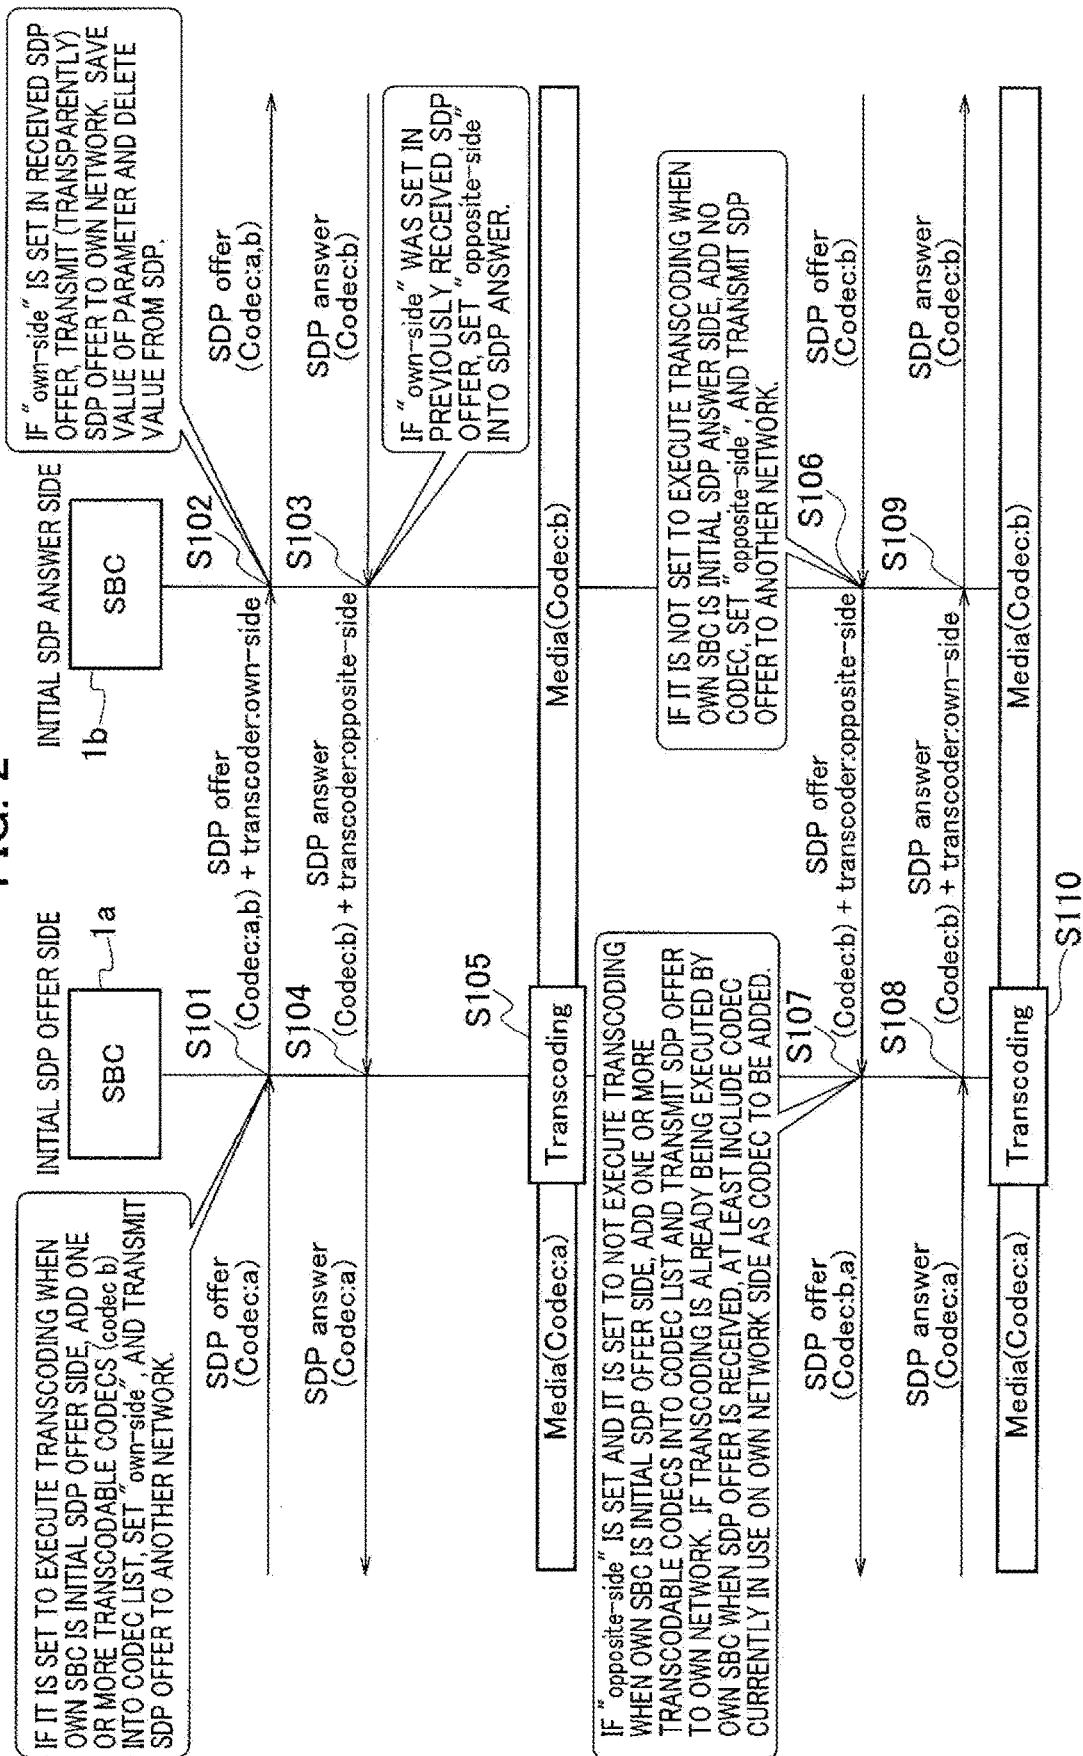 FIG. 2
INITIAL SDP OFFER SIDE
INITIAL SDP ANSWER SIDE
SBC
1a
SBC
1b
IF IT IS SET TO EXECUTE TRANSCODING WHEN
OWN SBC IS INITIAL SDP OFFER SIDE, ADD ONE
OR MORE TRANSCODABLE CODECS (codec b)
INTO CODEC LIST, SET "own-side", AND TRANSMIT
SDP OFFER TO ANOTHER NETWORK.
IF "own-side" IS SET IN RECEIVED SDP
OFFER, TRANSMIT (TRANSPARENTLY)
SDP OFFER TO OWN NETWORK. SAVE
VALUE OF PARAMETER AND DELETE
VALUE FROM SDP.
SDP offer
(Codec:a)
S101
SDP offer
(Codec:a,b) + transcoder:own-side
S102
SDP offer
(Codec:a,b)
SDP answer
(Codec:a)
S104
SDP answer
(Codec:b) + transcoder:opposite-side
S103
SDP answer
(Codec:b)
IF "own-side" WAS SET IN
PREVIOUSLY RECEIVED SDP
OFFER, SET "opposite-side"
INTO SDP ANSWER.
S105
Media(Codec:a)
Transcoding
Media(Codec:b)
IF "opposite-side" IS SET AND IT IS SET TO NOT EXECUTE TRANSCODING
WHEN OWN SBC IS INITIAL SDP OFFER SIDE, ADD ONE OR MORE
TRANSCODABLE CODECS INTO CODEC LIST AND TRANSMIT SDP OFFER
TO OWN NETWORK. IF TRANSCODING IS ALREADY BEING EXECUTED BY
OWN SBC WHEN SDP OFFER IS RECEIVED, AT LEAST INCLUDE CODEC
CURRENTLY IN USE ON OWN NETWORK SIDE AS CODEC TO BE ADDED.
IF IT IS NOT SET TO EXECUTE TRANSCODING WHEN
OWN SBC IS INITIAL SDP ANSWER SIDE, ADD NO
CODEC, SET "opposite-side", AND TRANSMIT SDP
OFFER TO ANOTHER NETWORK.
SDP offer
(Codec:b,a)
S107
SDP offer
(Codec:b) + transcoder:opposite-side
S106
SDP offer
(Codec:b)
SDP answer
(Codec:a)
S108
SDP answer
(Codec:b) + transcoder:own-side
S109
SDP answer
(Codec:b)
Media(Codec:a)
Transcoding
Media(Codec:b)
S110